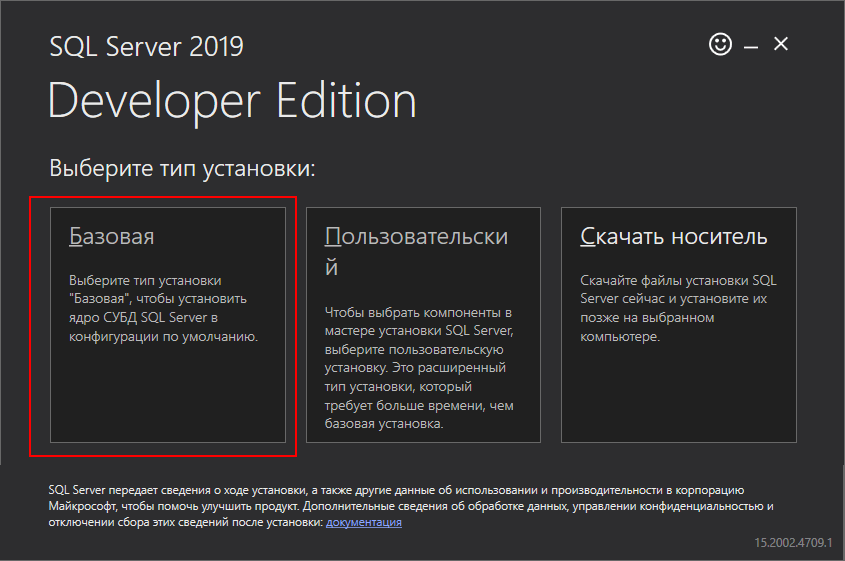 SQL Server 2019
Developer Edition
Выберите тип установки:
Базовая
Выберите тип установки
"Базовая", чтобы установить
ядро СУБД SQL Server в
конфигурации по умолчанию.
Пользовательски
й
Чтобы выбрать компоненты в
мастере установки SQL Server,
выберите пользовательскую
установку. Это расширенный
тип установки, который
требует больше времени, чем
базовая установка.
Скачать носитель
Скачайте файлы установки SQL
Server сейчас и установите их
позже на выбранном
компьютере.
SQL Server передает сведения о ходе установки, а также другие данные об использовании и производительности в корпорацию
Майкрософт, чтобы помочь улучшить продукт. Дополнительные сведения об обработке данных, управлении конфиденциальностью и
отключении сбора этих сведений после установки: документация
15.2002.4709.1